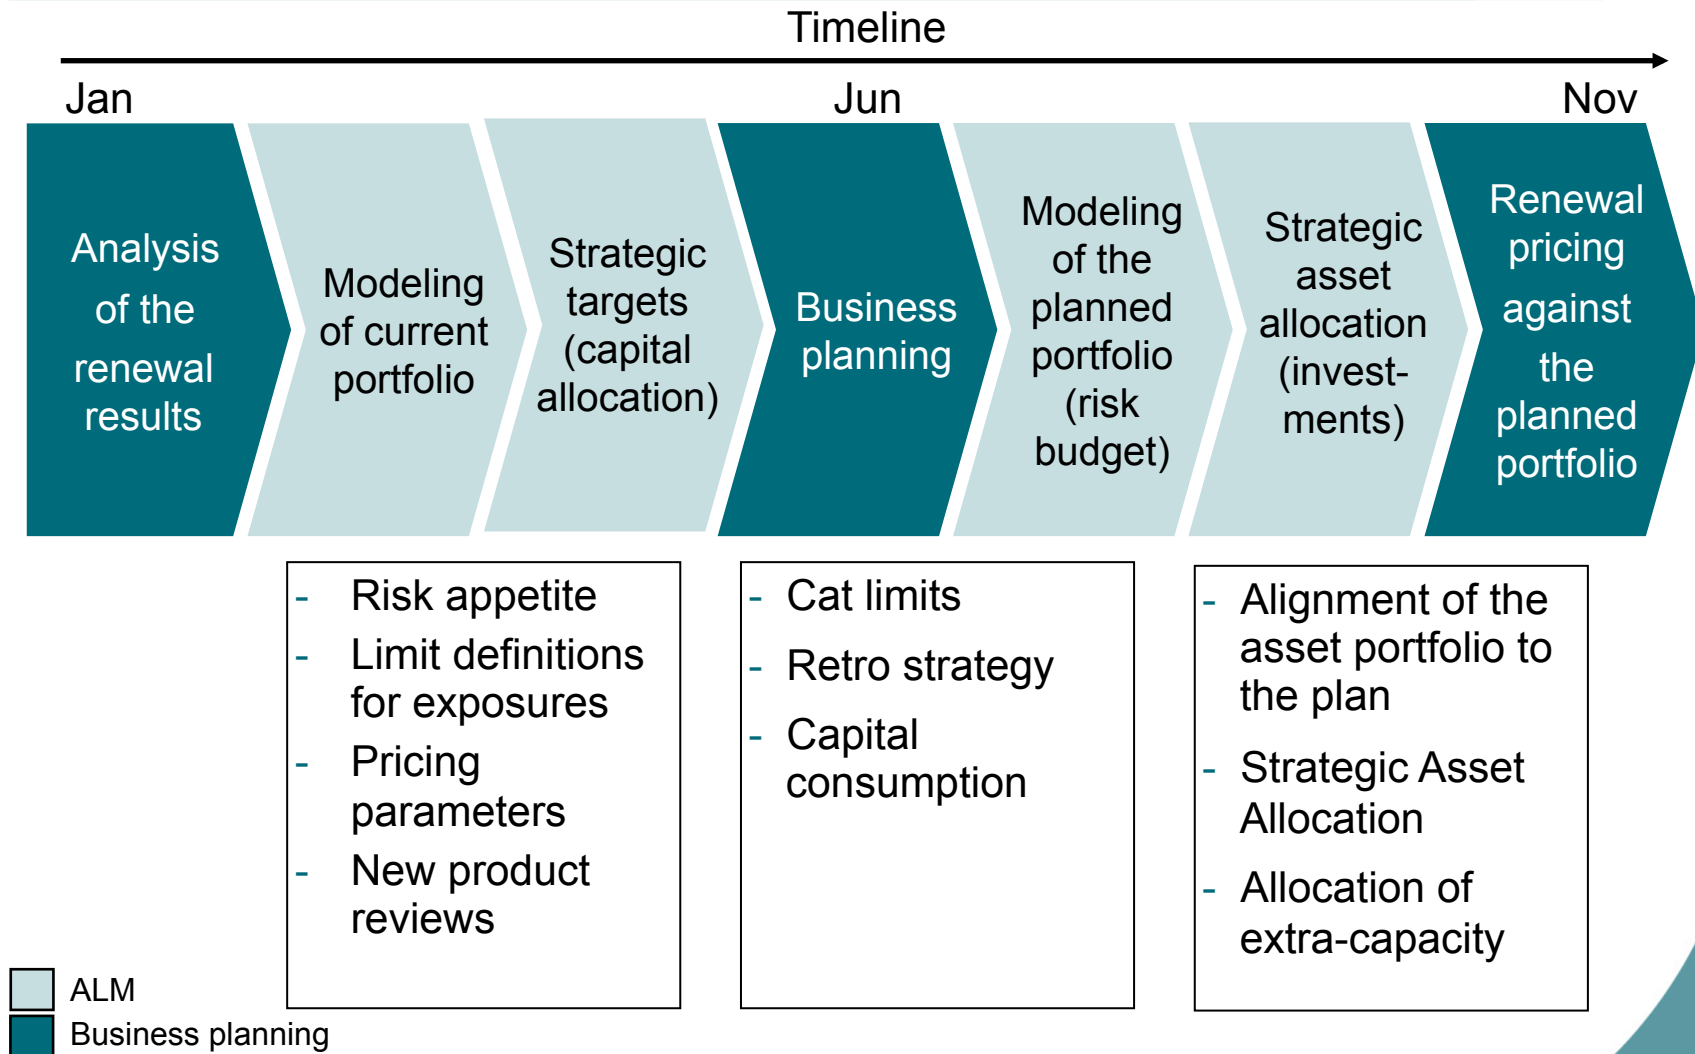 Timeline
Jan
Jun
Nov
Analysis
of the
renewal
results
Modeling
of current
portfolio
Strategic
targets
(capital
allocation)
Business
planning
Modeling
of the
planned
portfolio
(risk
budget)
Strategic
asset
allocation
(invest-
ments)
Renewal
pricing
against
the
planned
portfolio
- Risk appetite
- Limit definitions
for exposures
- Pricing
parameters
- New product
reviews
- Cat limits
- Retro strategy
- Capital
consumption
- Alignment of the
asset portfolio to
the plan
- Strategic Asset
Allocation
- Allocation of
extra-capacity
ALM
Business planning